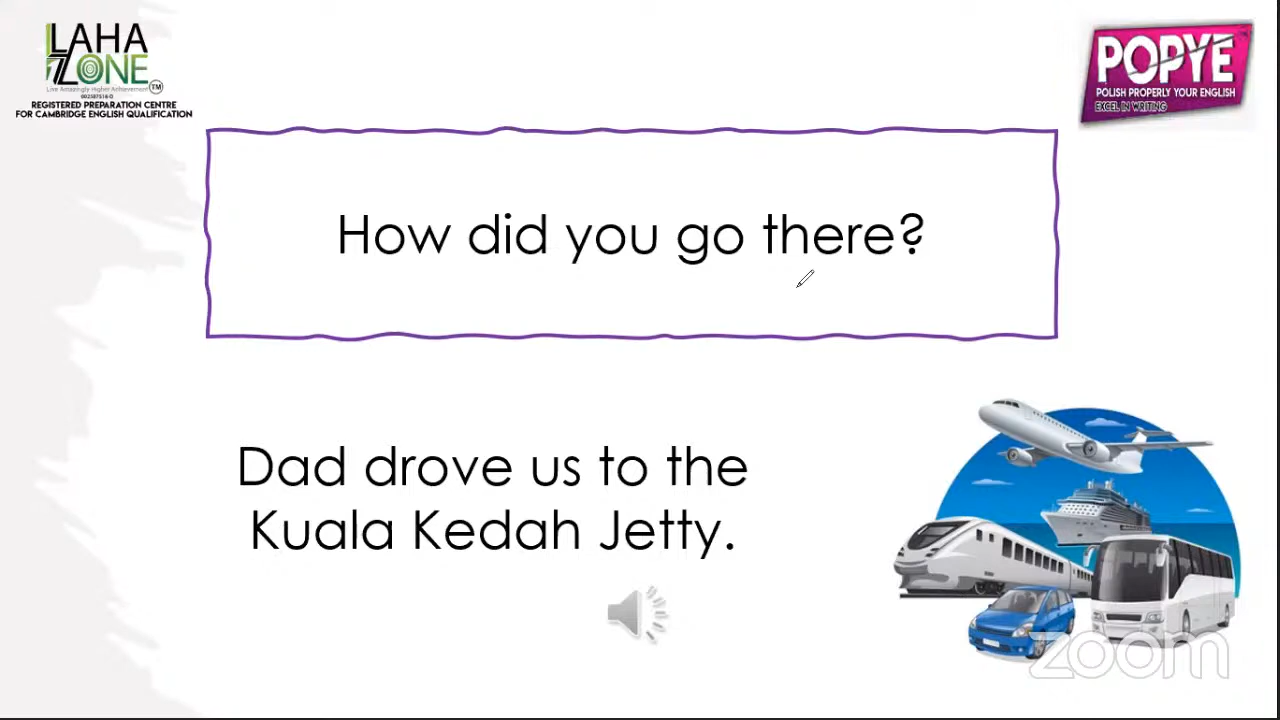 LAHA
ZONE
Live Amazingly Higher Achievement
TM
REGISTERED PREPARATION CENTRE
FOR CAMBRIDGE ENGLISH QUALIFICATION
POPYE
POLISH PROPERLY YOUR ENGLISH
EXCEL IN WRITING
How did you go there?
Dad drove us to the
Kuala Kedah Jetty.
zoom